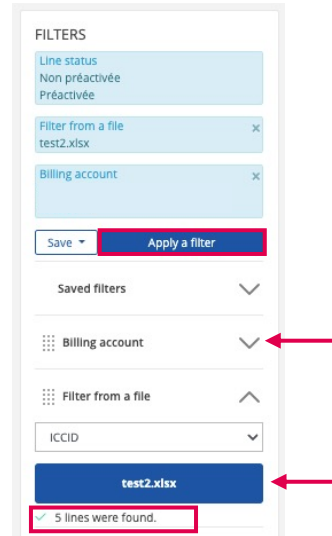 FILTERS
Line status
Non préactivée
Préactivée
Filter from a file ×
test2.xlsx
Billing account ×
Save
Apply a filter
Saved filters
Billing account
Filter from a file
ICCID
test2.xlsx
5 lines were found.